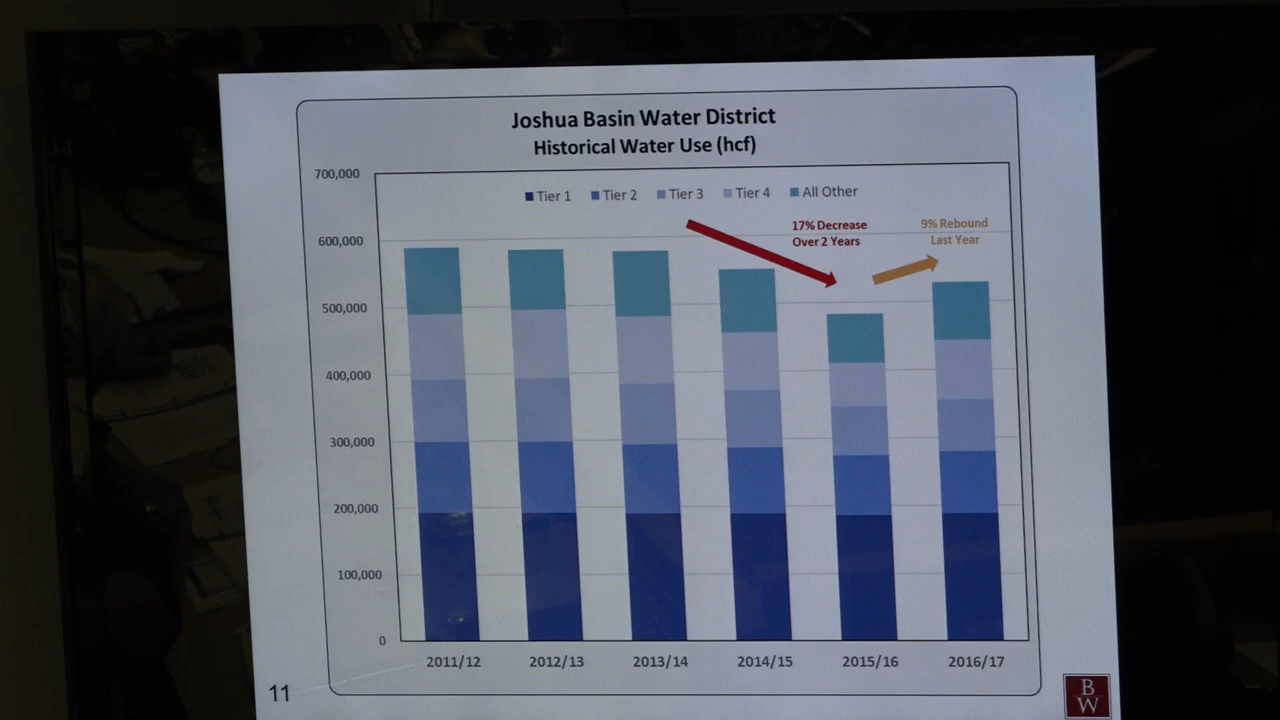 Joshua Basin Water District
Historical Water Use (hcf)
700,000
Tier 1 Tier 2 Tier 3 Tier 4 All Other
17% Decrease
Over 2 Years
9% Rebound
Last Year
600,000
500,000
400,000
300,000
200,000
100,000
0
2011/12 2012/13 2013/14 2014/15 2015/16 2016/17
11
B
W